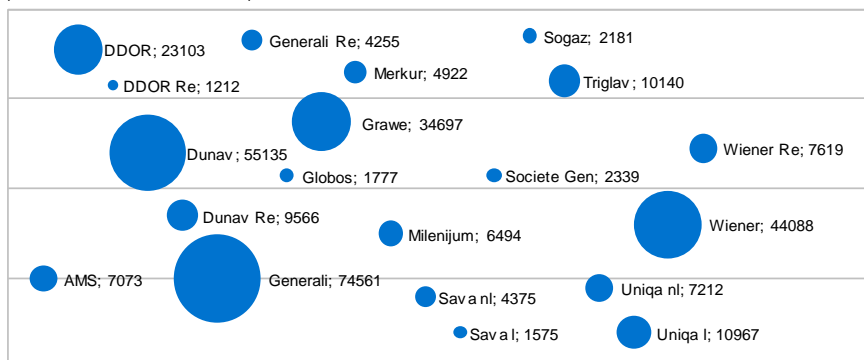 DDOR; 23103
Generali Re; 4255
Sogaz; 2181
Merkur; 4922
DDOR Re; 1212
Triglav; 10140
Grawe; 34697
Dunav; 55135
Wiener Re; 7619
Globos; 1777
Societe Gen; 2339
Dunav Re; 9566
Milenijum; 6494
Wiener; 44088
AMS; 7073
Generali; 74561
Sava nl; 4375
Uniqa nl; 7212
Sava l; 1575
Uniqa l; 10967